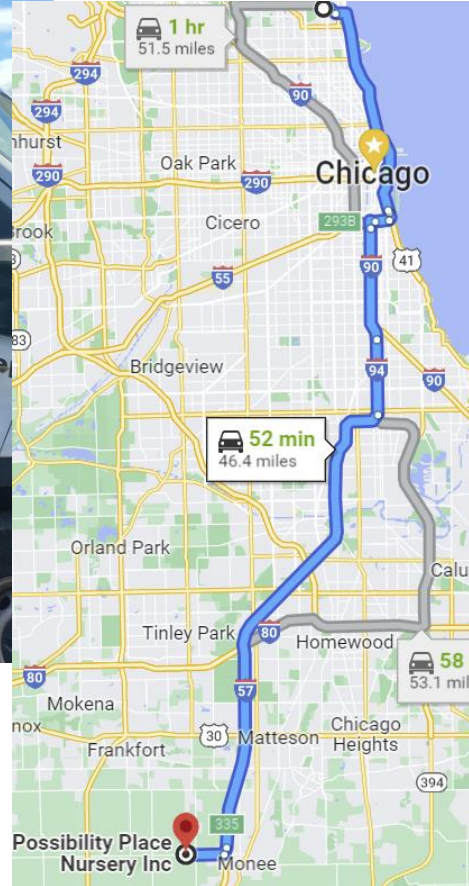 1 hr
51.5 miles
90
294
294
nhurst
290
Oak Park
290
Chicago
Cicero
293B
rook
90
41
55
83
Bridgeview
94
90
52 min
46.4 miles
Orland Park
Calu
Tinley Park
80
Homewood
58
53.1 mil
80
57
Mokena
nox
30
Matteson
Chicago
Heights
Frankfort
394
335
Possibility Place
Nursery Inc
Monee